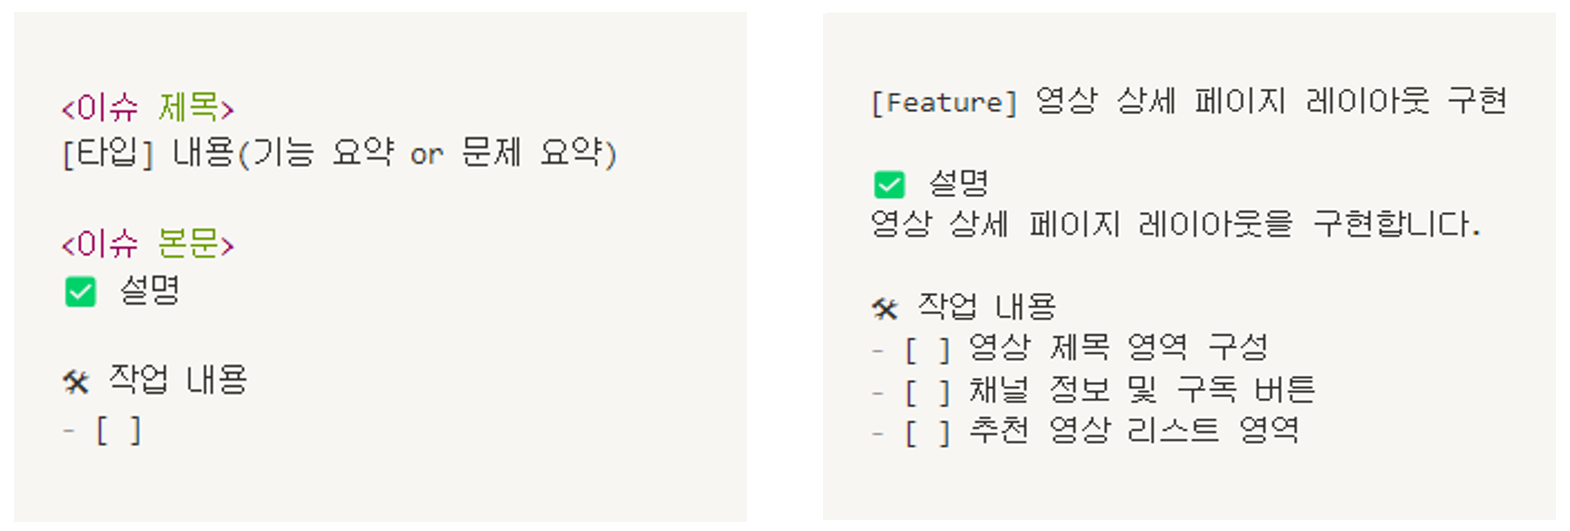 <이슈 제목>
[타입] 내용(기능 요약 or 문제 요약)
<이슈 본문>
✅ 설명
🛠 작업 내용
- [ ]
[Feature] 영상 상세 페이지 레이아웃 구현
✅ 설명
영상 상세 페이지 레이아웃을 구현합니다.
🛠 작업 내용
- [ ] 영상 제목 영역 구성
- [ ] 채널 정보 및 구독 버튼
- [ ] 추천 영상 리스트 영역